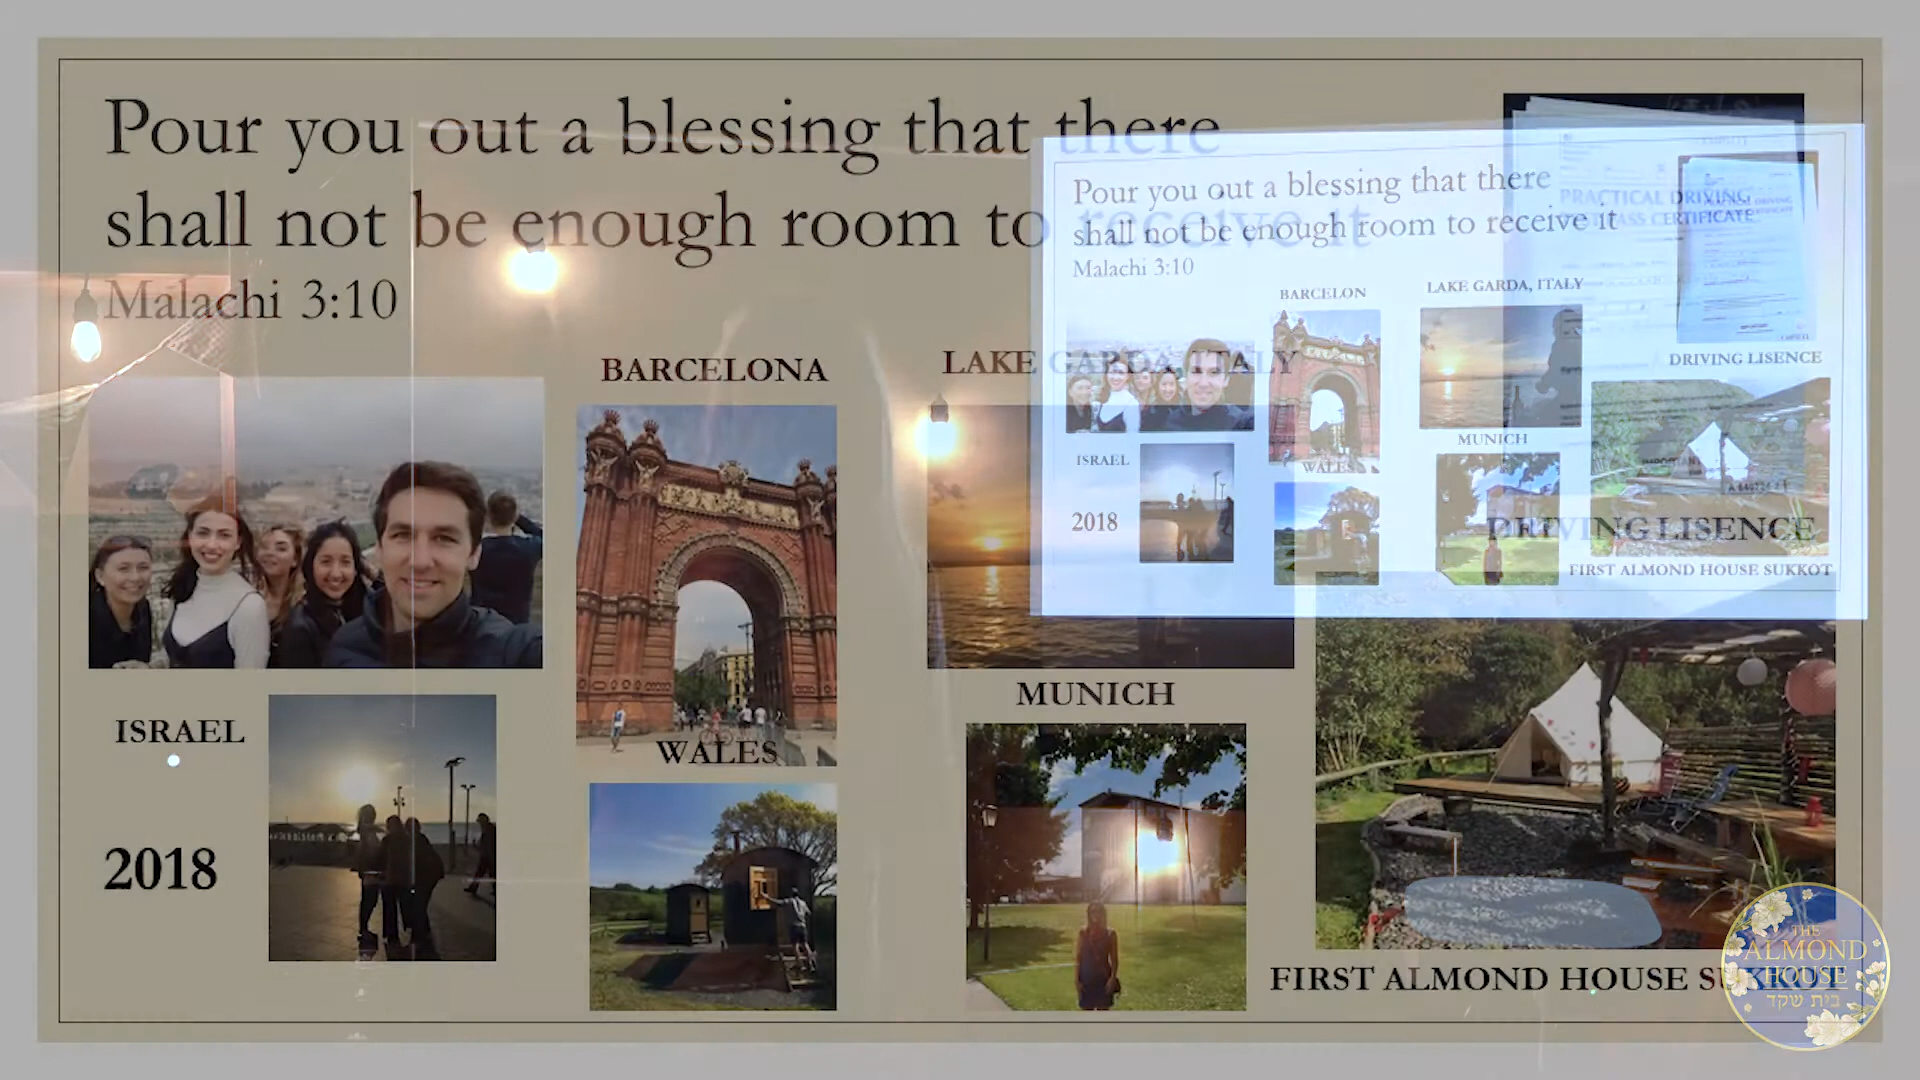 Pour you out a blessing that there
shall not be enough room to receive it
Malachi 3:10
BARCELONA
LAKE GARDA, ITALY
ISRAEL
WALES
MUNICH
2018
DRIVING LISENCE
FIRST ALMOND HOUSE SUKKOT
Pour you out a blessing that there
shall not be enough room to receive it
Malachi 3:10
BARCELON
LAKE GARDA, ITALY
PRACTICAL DRIVING
PASS CERTIFICATE
DRIVING LISENCE
ISRAEL
WALES
MUNICH
2018
FIRST ALMOND HOUSE SUKKOT
THE
ALMOND
HOUSE
בית שקד